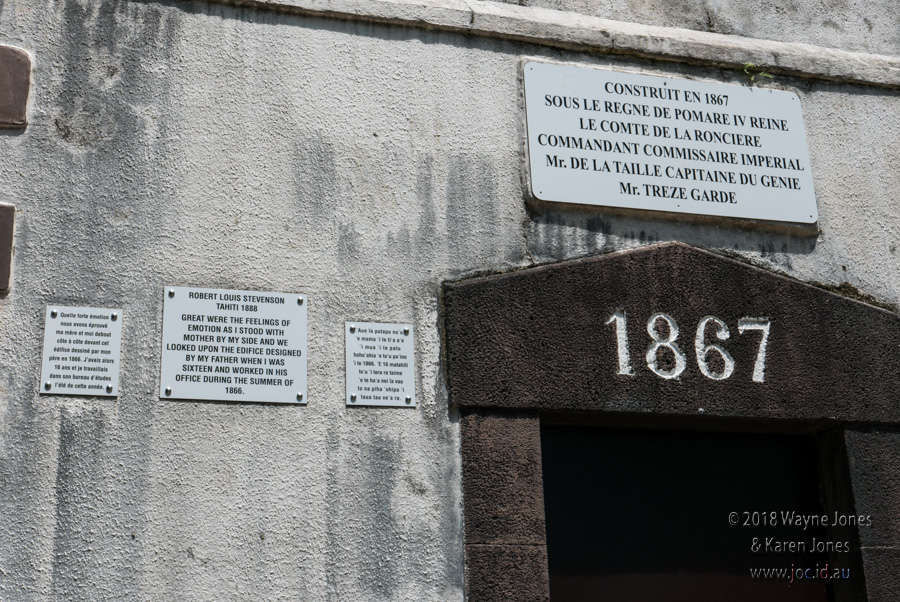 CONSTRUIT EN 1867
SOUS LE REGNE DE POMARE IV REINE
LE COMTE DE LA RONCIERE
COMMANDANT COMMISSAIRE IMPERIAL
Mr. DE LA TAILLE CAPITAINE DU GENIE
Mr. TREZE GARDE
Quelle forte émotion
nous avons éprouvé
ma mère et moi debout
côte à côte devant cet
édifice dessiné par mon
père en 1866. J'avais alors
16 ans et je travaillais
dans son bureau d'études
l'été de cette année.
ROBERT LOUIS STEVENSON
TAHITI 1888
GREAT WERE THE FEELINGS OF
EMOTION AS I STOOD WITH
MOTHER BY MY SIDE AND WE
LOOKED UPON THE EDIFICE DESIGNED
BY MY FATHER WHEN I WAS
SIXTEEN AND WORKED IN HIS
OFFICE DURING THE SUMMER OF
1866.
1867
© 2018 Wayne Jones
& Karen Jones
www.joc.id.au